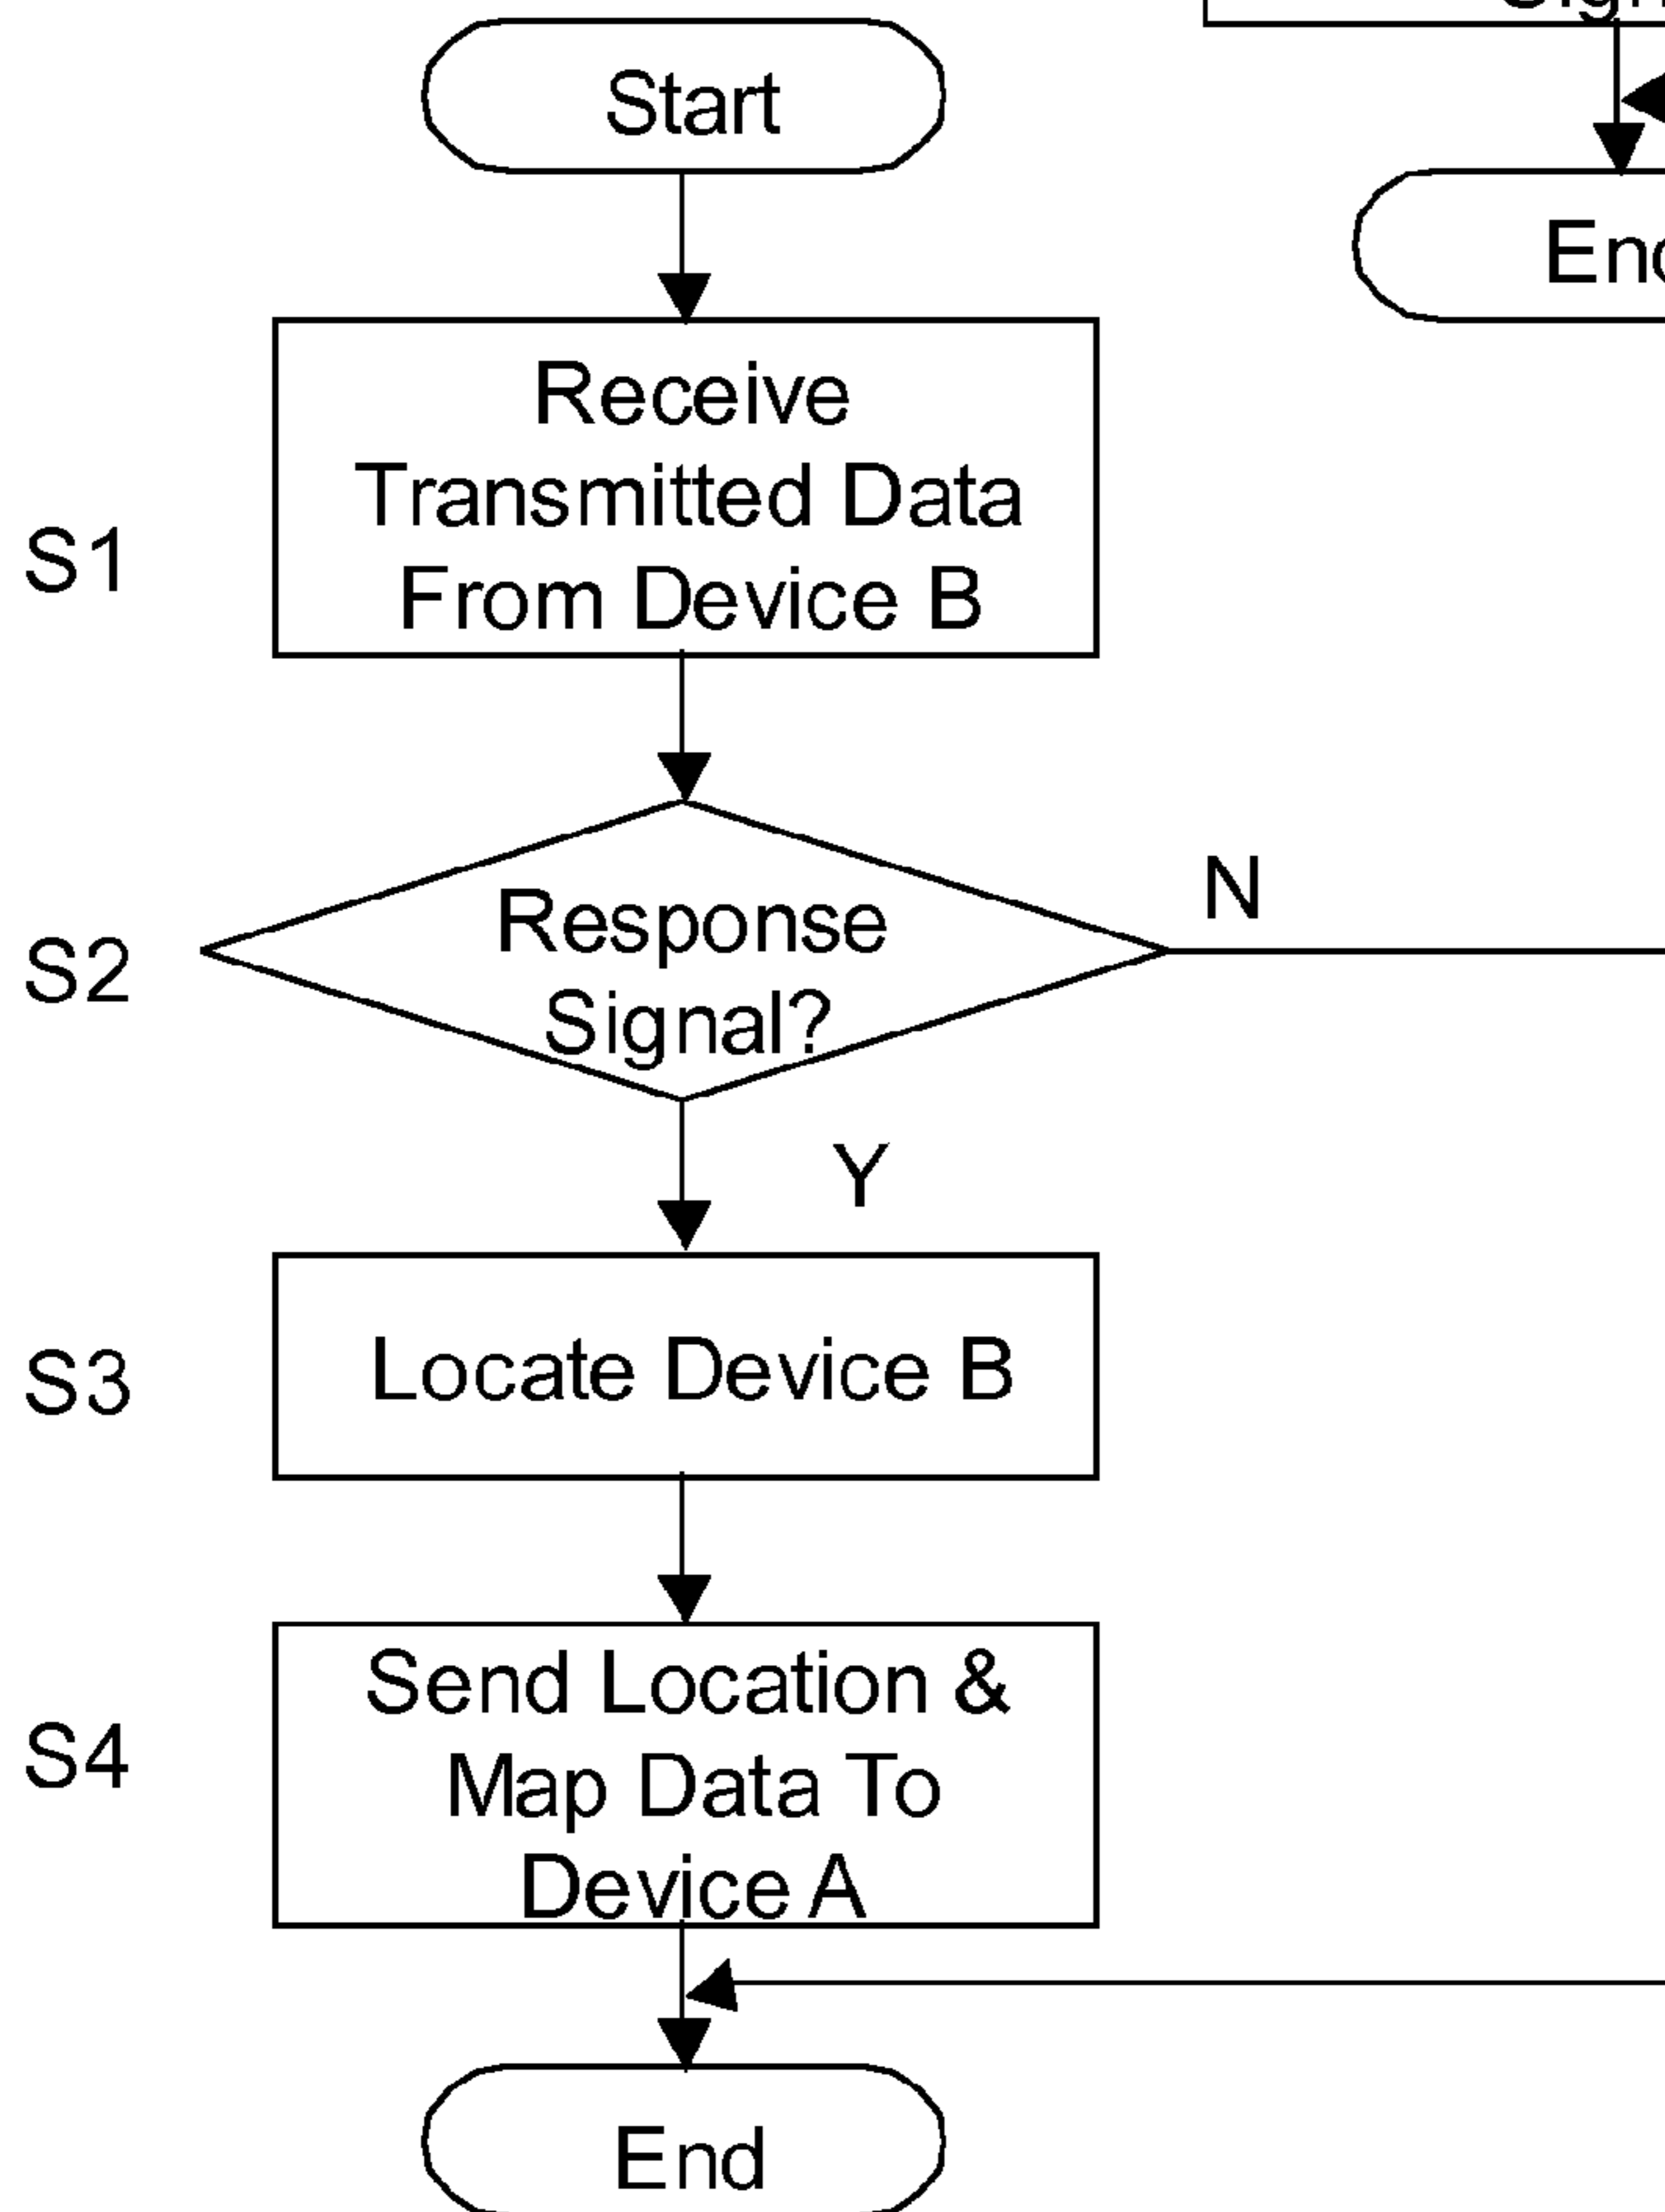 Start
Receive
Transmitted Data
From Device B
S1
Response
Signal?
S2
N
Y
Locate Device B
S3
Send Location &
Map Data To
Device A
S4
End